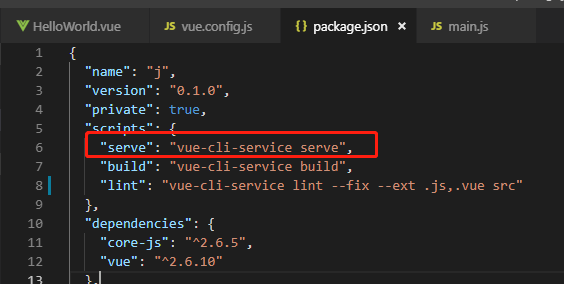 HelloWorld.vue JS vue.config.js {} package.json × JS main.js
1 {
2 "name": "j",
3 "version": "0.1.0",
4 "private": true,
5 "scripts": {
6 "serve": "vue-cli-service serve",
7 "build": "vue-cli-service build",
8 "lint": "vue-cli-service lint --fix --ext .js,.vue src"
9 },
10 "dependencies": {
11 "core-js": "^2.6.5",
12 "vue": "^2.6.10"
13 },